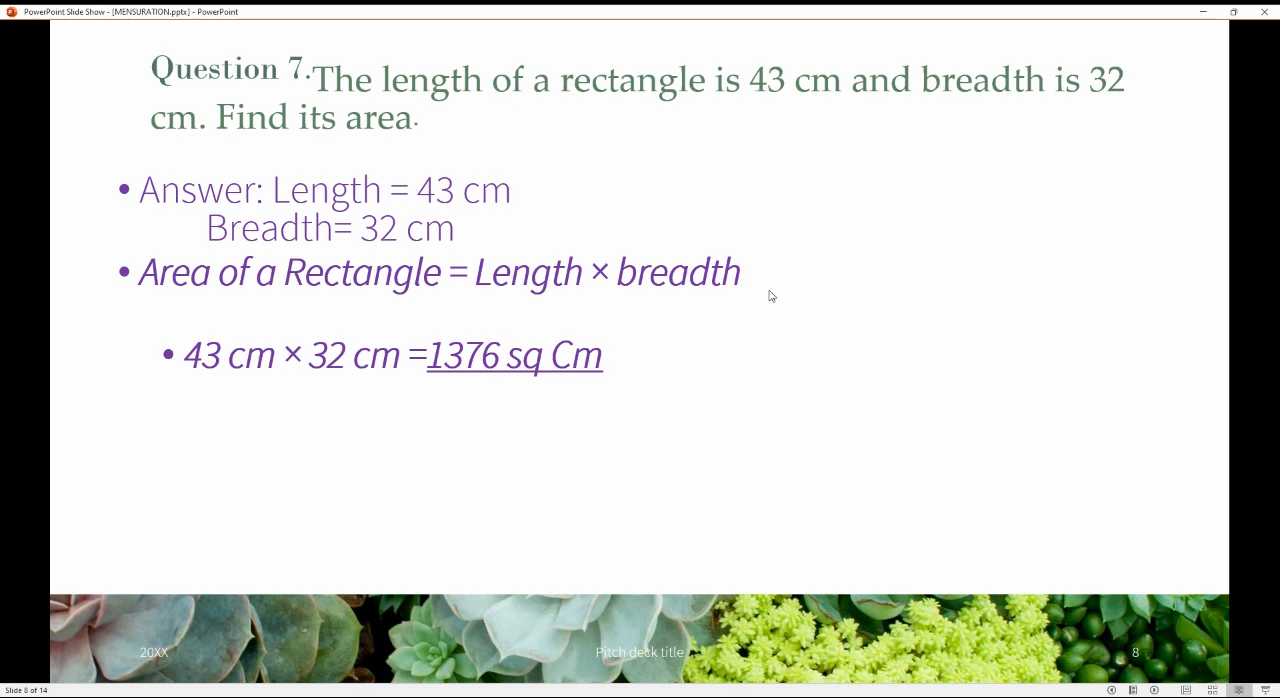 PowerPoint Slide Show - [MENSURATION.pptx] - PowerPoint
Question 7.The length of a rectangle is 43 cm and breadth is 32
cm. Find its area.
• Answer: Length = 43 cm
Breadth= 32 cm
• Area of a Rectangle = Length × breadth
• 43 cm × 32 cm =1376 sq Cm
20XX Pitch deck title 8
Slide 8 of 14